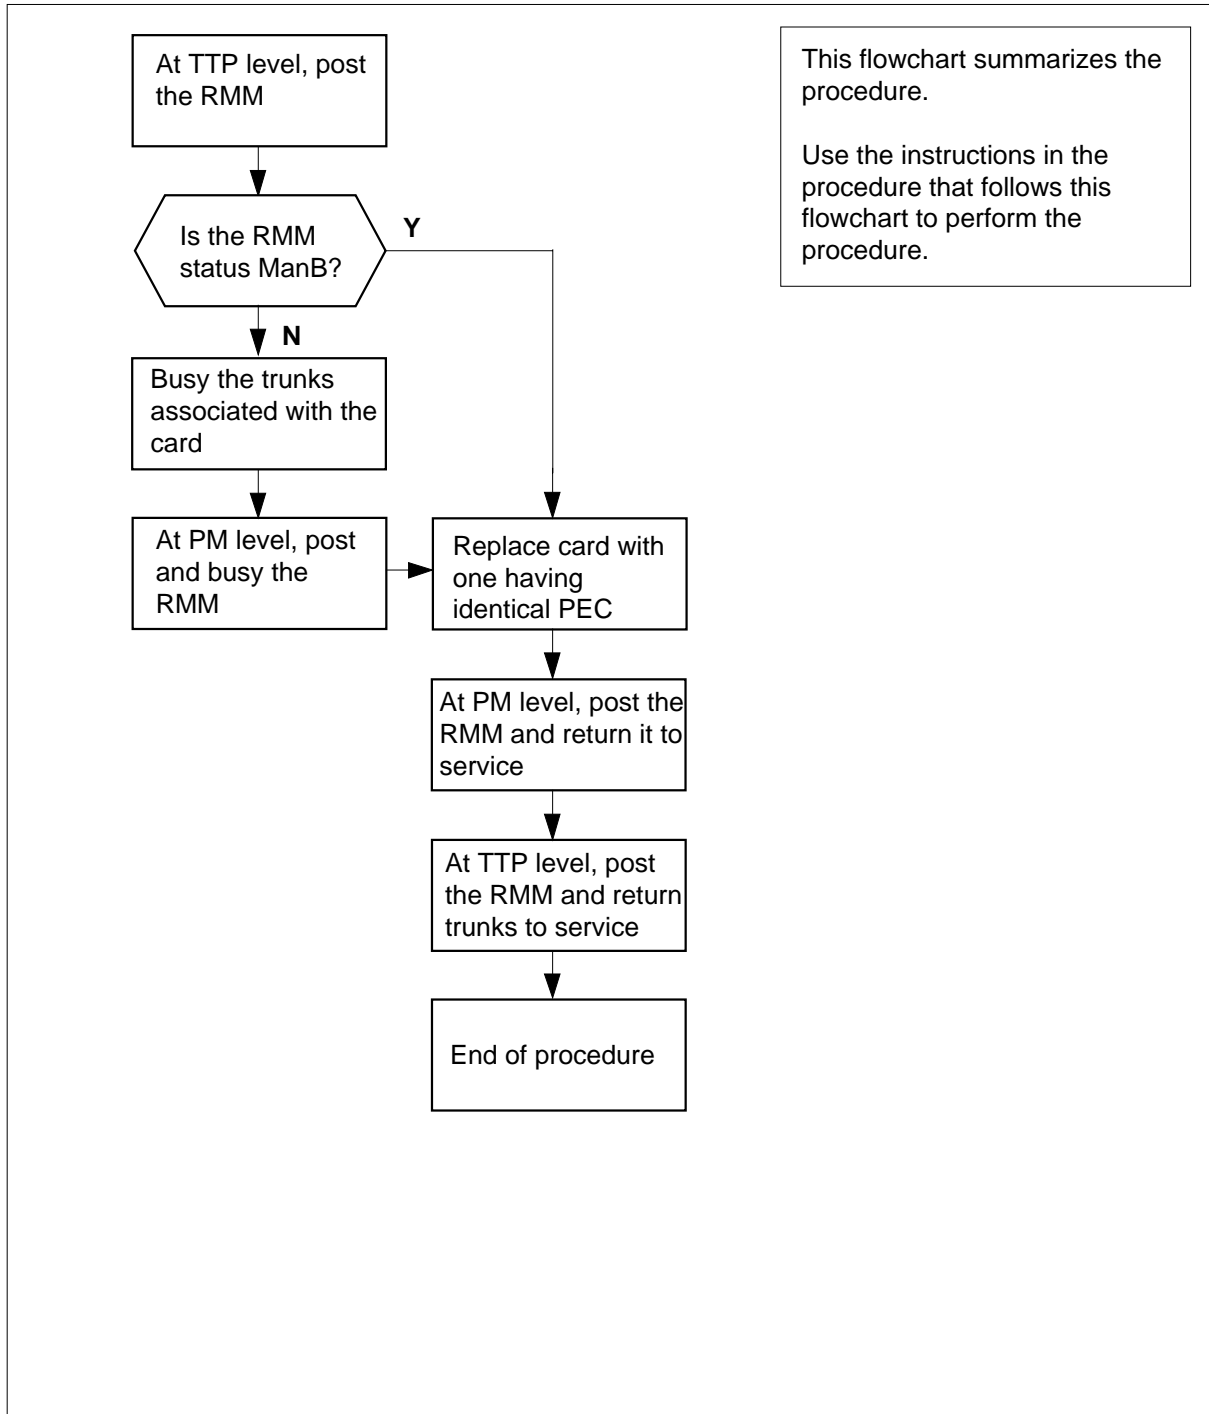 At TTP level, post
the RMM
This flowchart summarizes the
procedure.
Use the instructions in the
procedure that follows this
flowchart to perform the
procedure.
Is the RMM
status ManB?
Y
N
Busy the trunks
associated with the
card
At PM level, post
and busy the
RMM
Replace card with
one having
identical PEC
At PM level, post the
RMM and return it to
service
At TTP level, post
the RMM and return
trunks to service
End of procedure